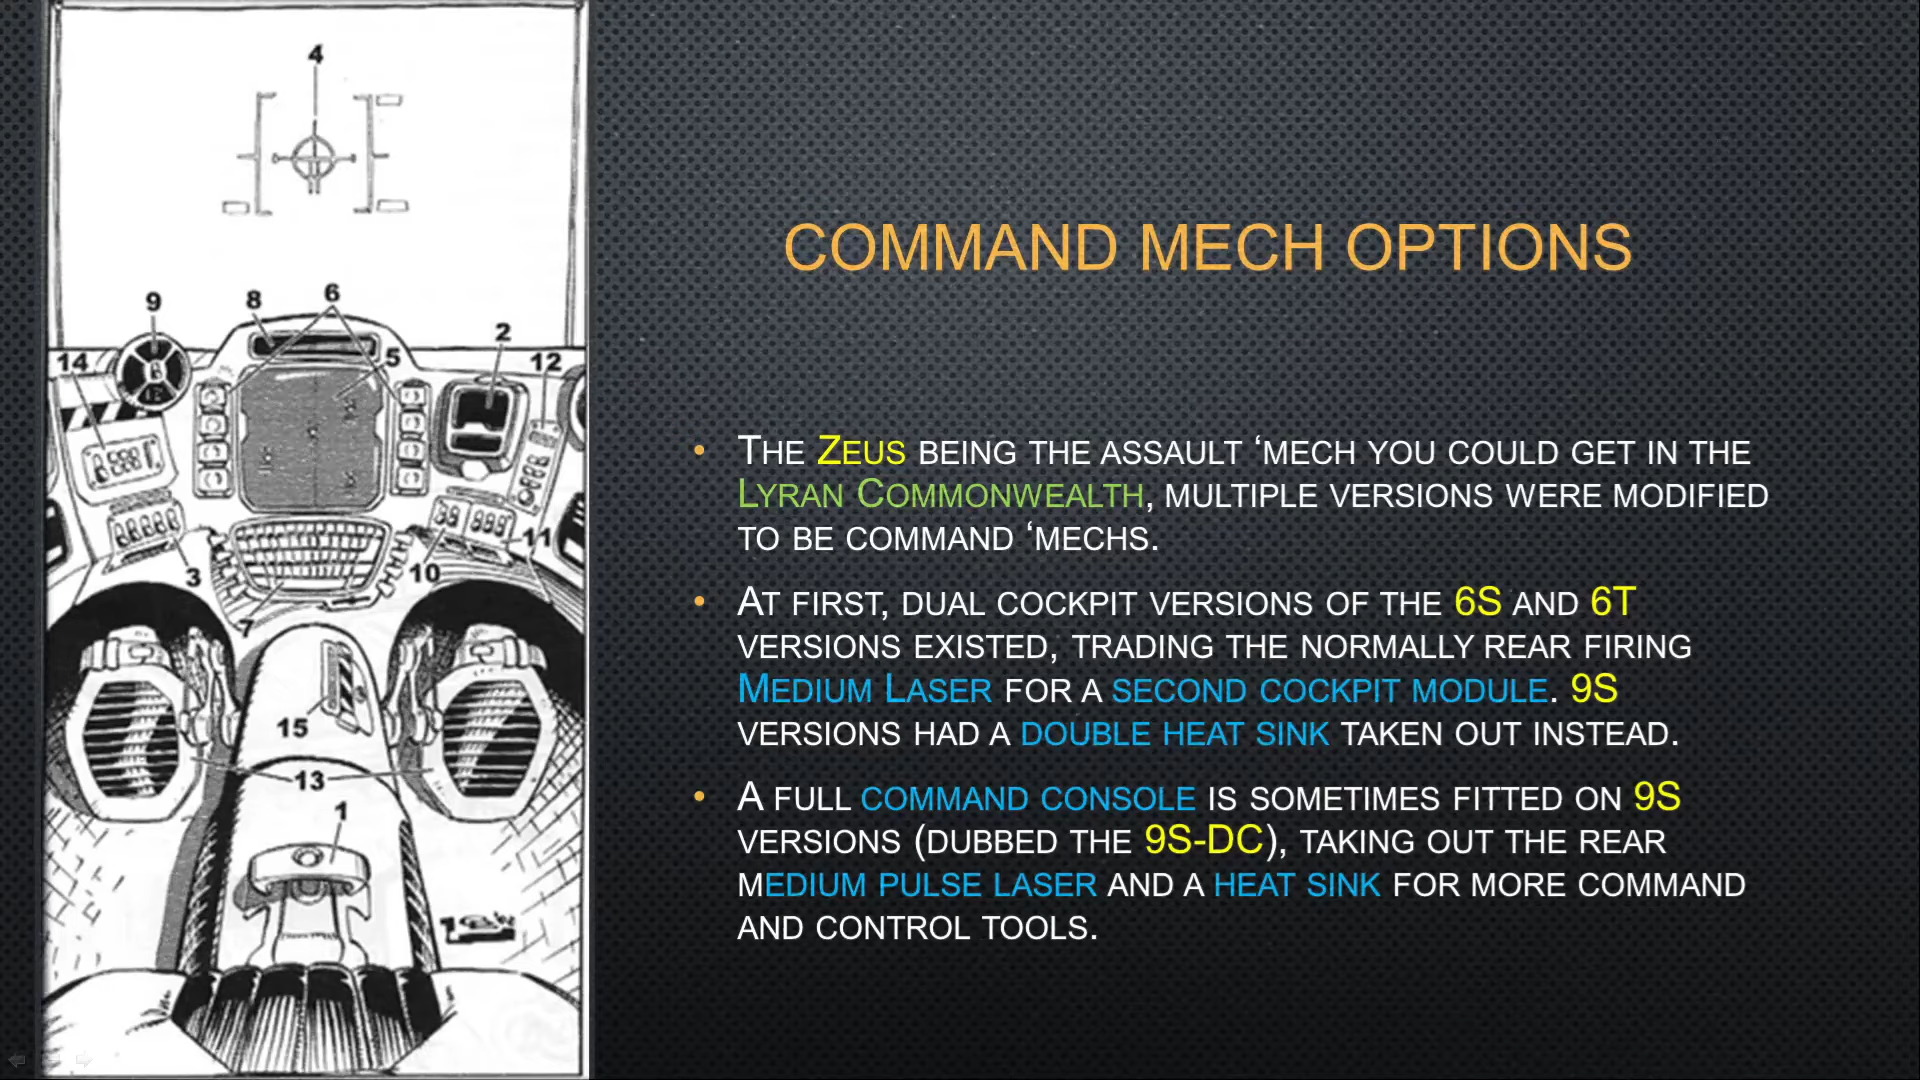 4
9
8
6
2
14
5
12
B
3
10
11
7
15
13
1
COMMAND MECH OPTIONS
• THE ZEUS BEING THE ASSAULT ‘MECH YOU COULD GET IN THE
LYRAN COMMONWEALTH, MULTIPLE VERSIONS WERE MODIFIED
TO BE COMMAND ‘MECHS.
• AT FIRST, DUAL COCKPIT VERSIONS OF THE 6S AND 6T
VERSIONS EXISTED, TRADING THE NORMALLY REAR FIRING
MEDIUM LASER FOR A SECOND COCKPIT MODULE. 9S
VERSIONS HAD A DOUBLE HEAT SINK TAKEN OUT INSTEAD.
• A FULL COMMAND CONSOLE IS SOMETIMES FITTED ON 9S
VERSIONS (DUBBED THE 9S-DC), TAKING OUT THE REAR
MEDIUM PULSE LASER AND A HEAT SINK FOR MORE COMMAND
AND CONTROL TOOLS.